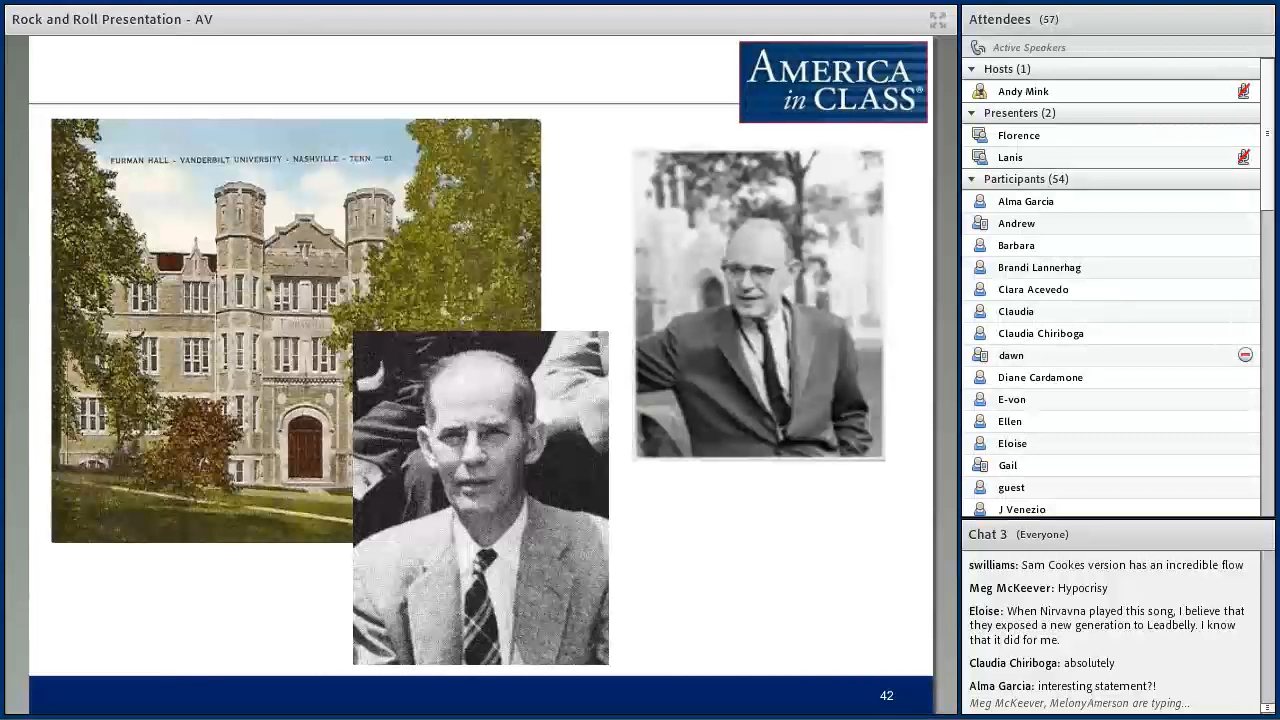 Rock and Roll Presentation - AV
AMERICA
in CLASS®
FURMAN HALL - VANDERBILT UNIVERSITY - NASHVILLE - TENN. -61
42
Attendees (57)
Active Speakers
Hosts (1)
Andy Mink
Presenters (2)
Florence
Lanis
Participants (54)
Alma Garcia
Andrew
Barbara
Brandi Lannerhag
Clara Acevedo
Claudia
Claudia Chiriboga
dawn
Diane Cardamone
E-von
Ellen
Eloise
Gail
guest
J Venezio
Chat 3 (Everyone)
swilliams: Sam Cookes version has an incredible flow
Meg McKeever: Hypocrisy
Eloise: When Nirvavna played this song, I believe that
they exposed a new generation to Leadbelly. I know
that it did for me.
Claudia Chiriboga: absolutely
Alma Garcia: interesting statement?!
Meg McKeever, MelonyAmerson are typing...